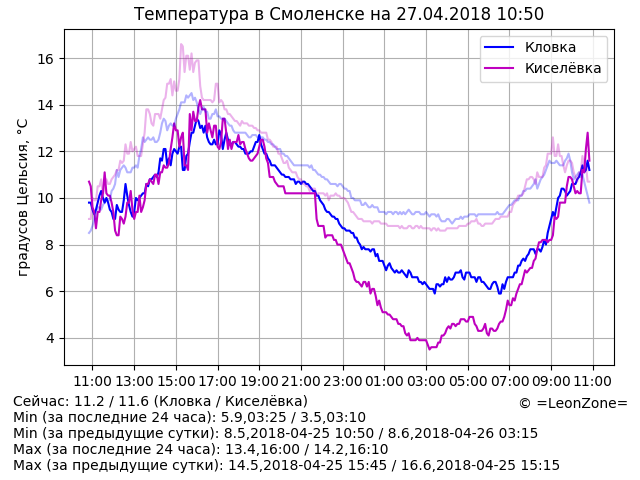 Температура в Смоленске на 27.04.2018 10:50
Кловка
Киселёвка
градусов Цельсия, °C
16
14
12
10
8
6
4
11:00 13:00 15:00 17:00 19:00 21:00 23:00 01:00 03:00 05:00 07:00 09:00 11:00
Сейчас: 11.2 / 11.6 (Кловка / Киселёвка)
© =LeonZone=
Min (за последние 24 часа): 5.9,03:25 / 3.5,03:10
Min (за предыдущие сутки): 8.5,2018-04-25 10:50 / 8.6,2018-04-26 03:15
Max (за последние 24 часа): 13.4,16:00 / 14.2,16:10
Max (за предыдущие сутки): 14.5,2018-04-25 15:45 / 16.6,2018-04-25 15:15